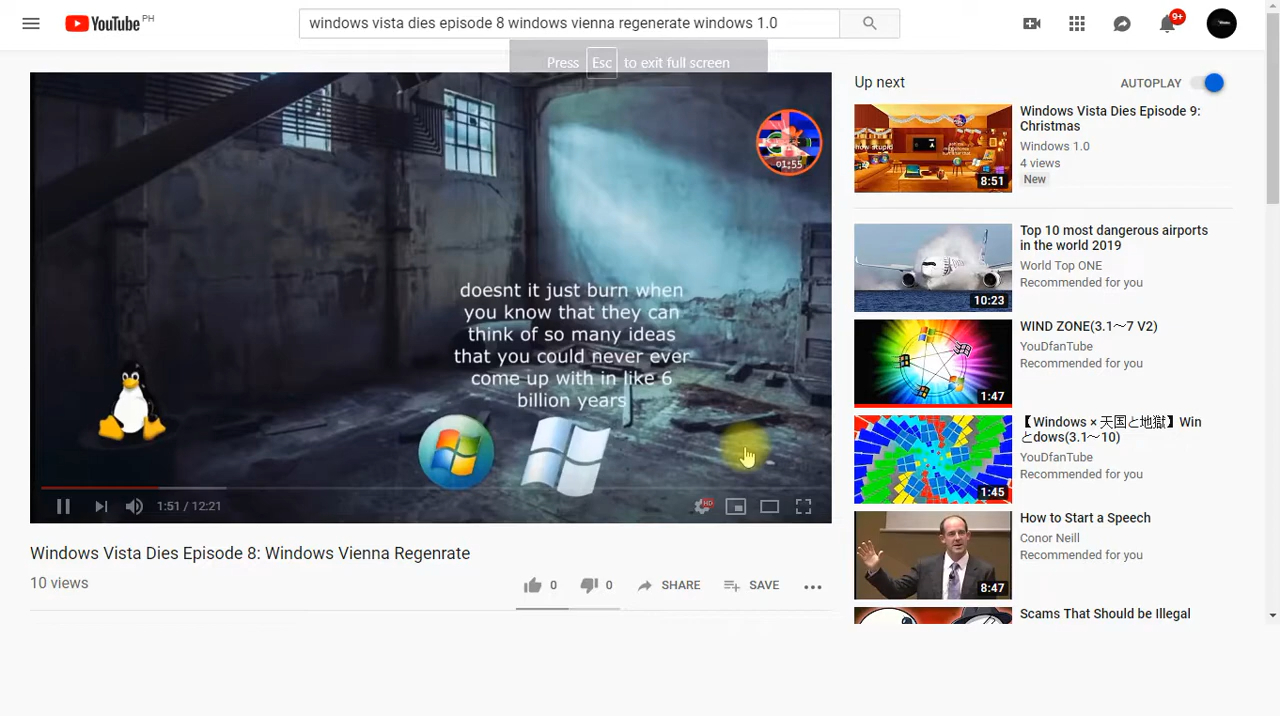 YouTube PH
windows vista dies episode 8 windows vienna regenerate windows 1.0
9+
Press Esc to exit full screen
01:55
doesnt it just burn when
you know that they can
think of so many ideas
that you could never ever
come up with in like 6
billion years
1:51 / 12:21
HD
Windows Vista Dies Episode 8: Windows Vienna Regenrate
10 views
0
0
SHARE
SAVE
Up next
AUTOPLAY
how stupid
8:51
Windows Vista Dies Episode 9:
Christmas
Windows 1.0
4 views
New
10:23
Top 10 most dangerous airports
in the world 2019
World Top ONE
Recommended for you
1:47
WIND ZONE(3.1～7 V2)
YouDfanTube
Recommended for you
1:45
【Windows × 天国と地獄】Win
とdows(3.1～10)
YouDfanTube
Recommended for you
8:47
How to Start a Speech
Conor Neill
Recommended for you
Scams That Should be Illegal